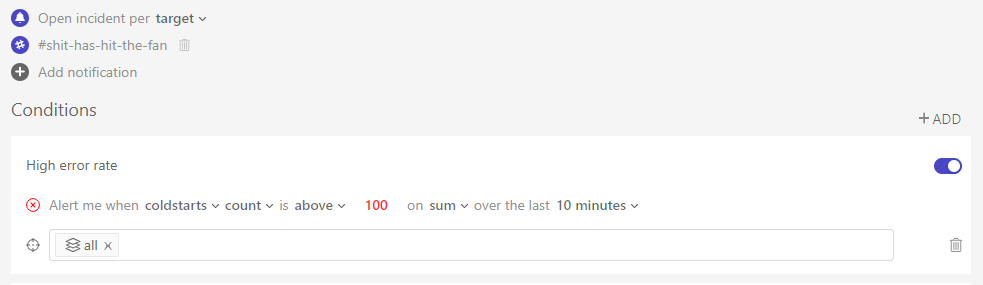 Open incident per target
#shit-has-hit-the-fan
Add notification
Conditions
+ ADD
High error rate
Alert me when coldstarts count is above 100 on sum over the last 10 minutes
all